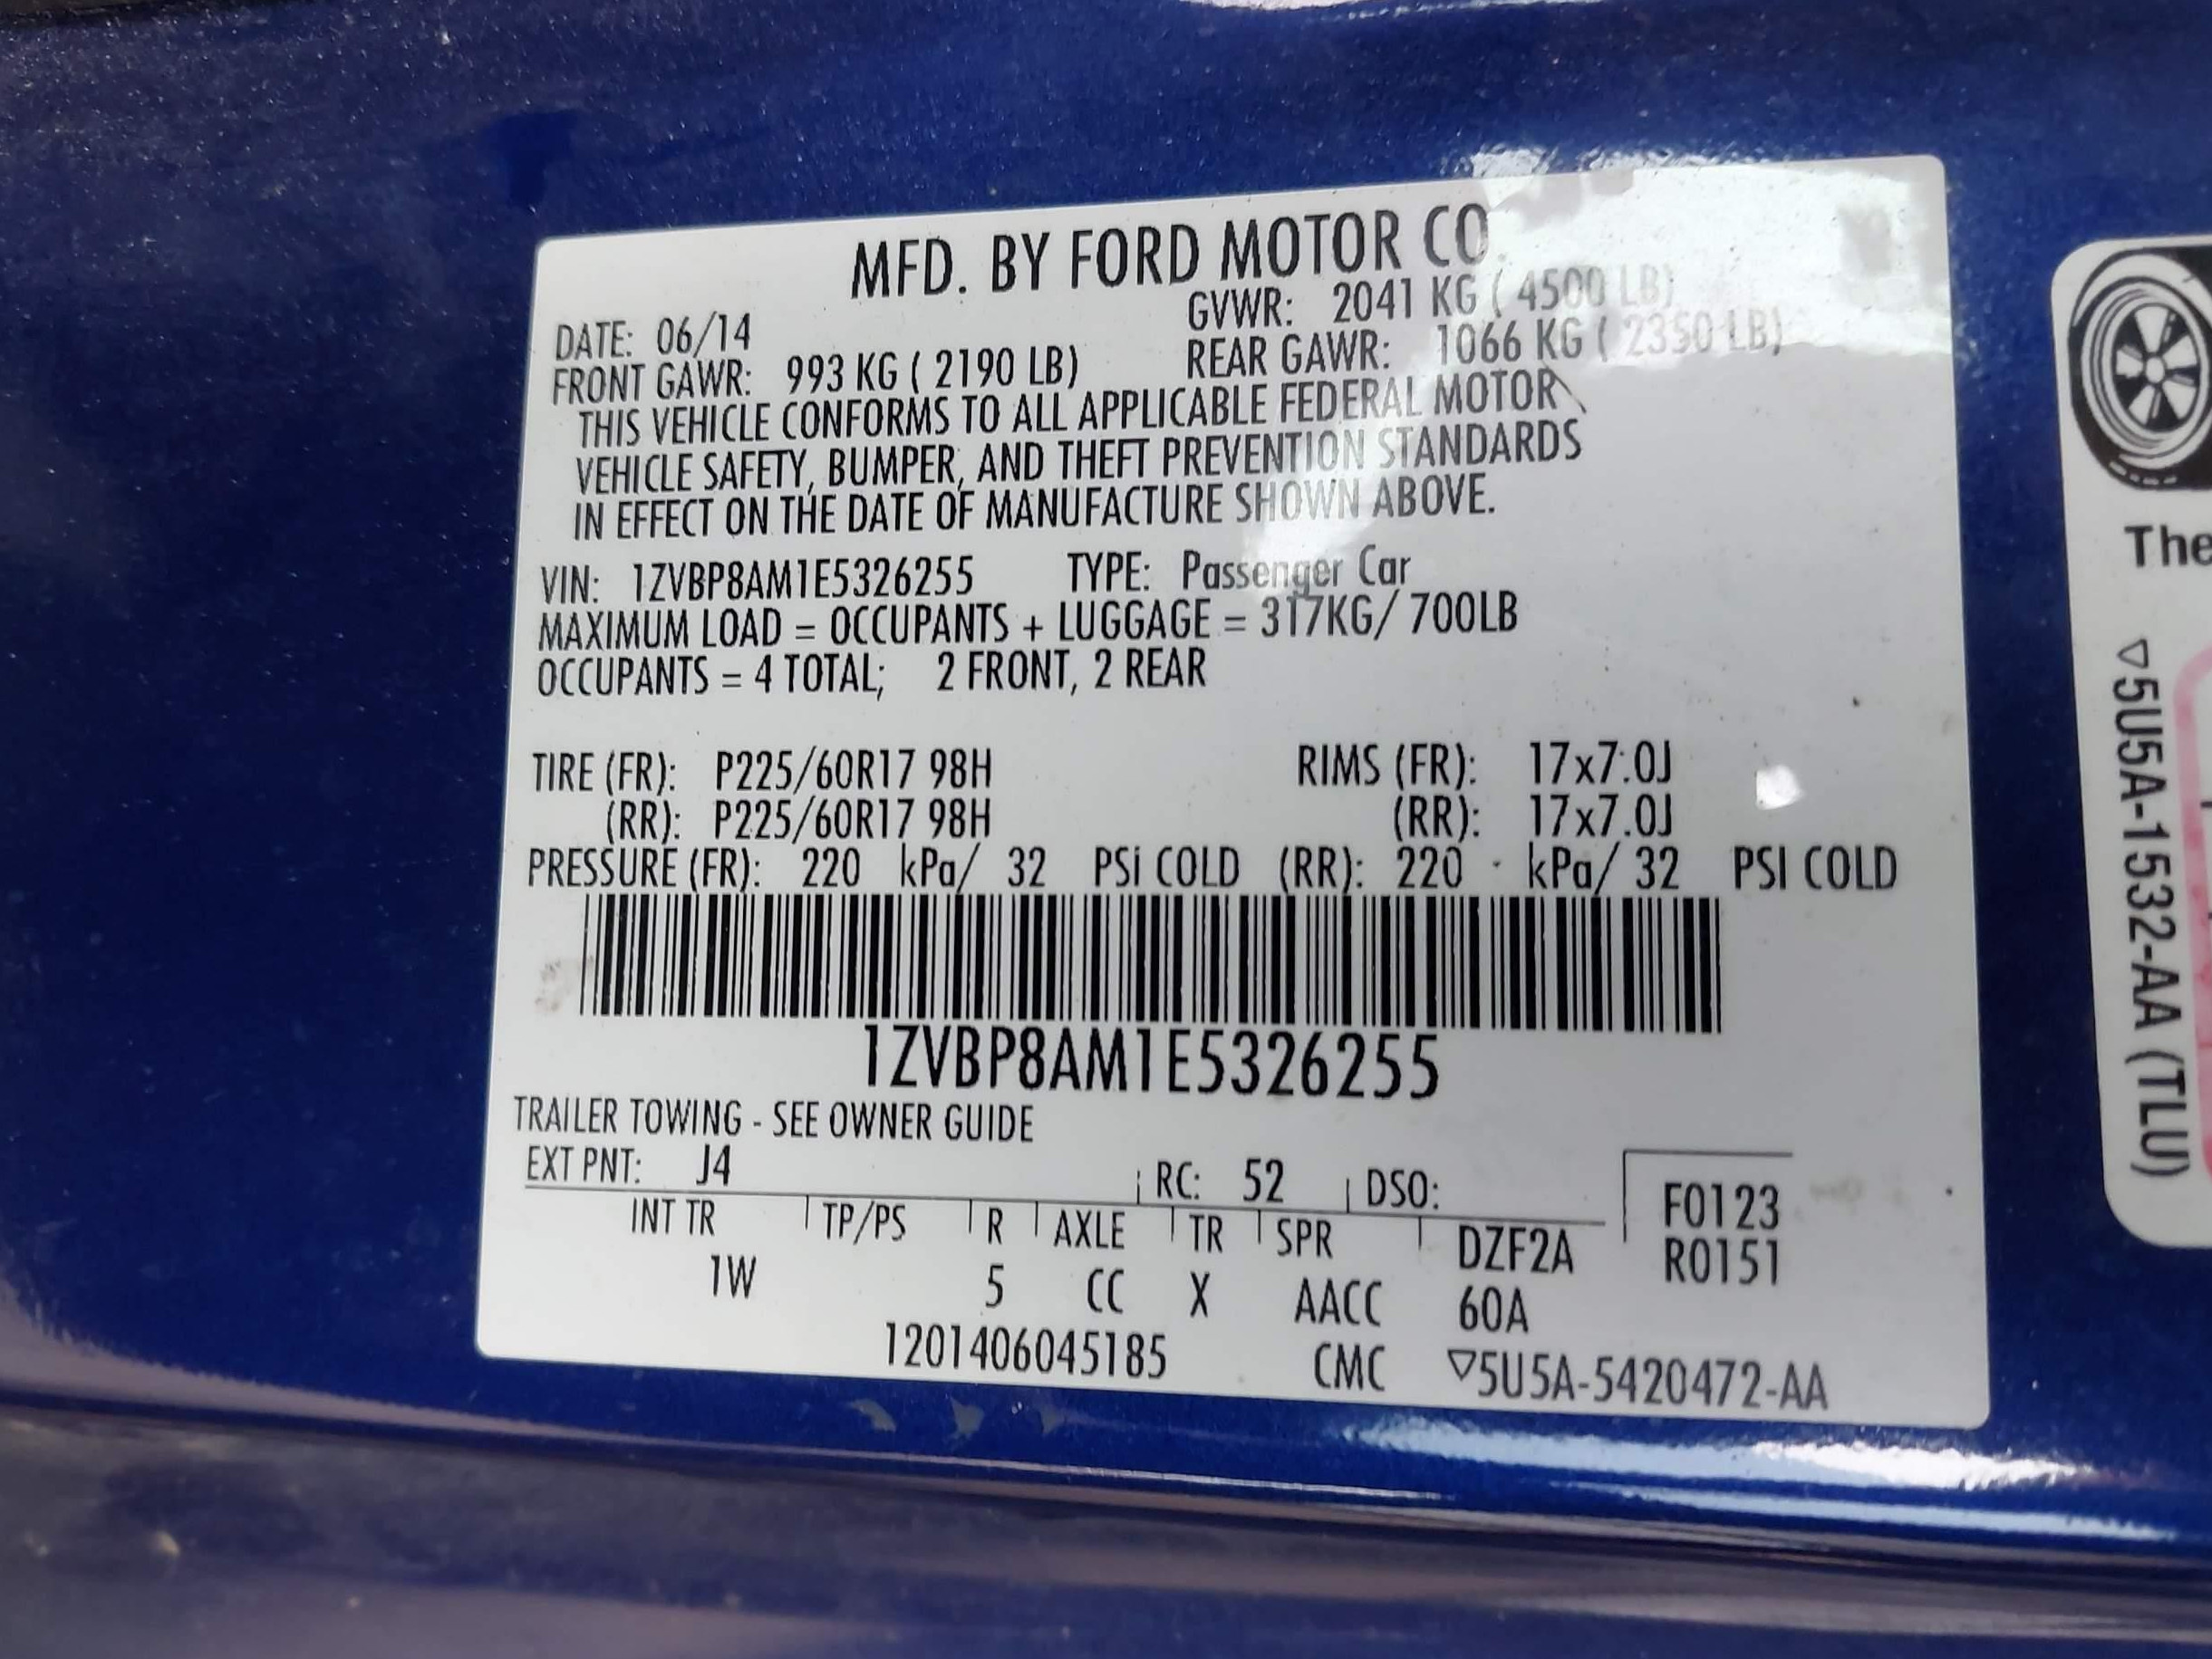 MFD. BY FORD MOTOR CO.
DATE: 06/14 GVWR: 2041 KG ( 4500 LB)
FRONT GAWR: 993 KG ( 2190 LB) REAR GAWR: 1066 KG ( 2350 LB)
THIS VEHICLE CONFORMS TO ALL APPLICABLE FEDERAL MOTOR
VEHICLE SAFETY, BUMPER, AND THEFT PREVENTION STANDARDS
IN EFFECT ON THE DATE OF MANUFACTURE SHOWN ABOVE.
VIN: 1ZVBP8AM1E5326255 TYPE: Passenger Car
MAXIMUM LOAD = OCCUPANTS + LUGGAGE = 317KG/ 700LB
OCCUPANTS = 4 TOTAL; 2 FRONT, 2 REAR
TIRE (FR): P225/60R17 98H RIMS (FR): 17x7.0J
(RR): P225/60R17 98H (RR): 17x7.0J
PRESSURE (FR): 220 kPa/ 32 PSI COLD (RR): 220 kPa/ 32 PSI COLD
1ZVBP8AM1E5326255
TRAILER TOWING - SEE OWNER GUIDE
EXT PNT: J4 RC: 52 DSO: F0123
INT TR TP/PS R AXLE TR SPR DZF2A R0151
1W 5 CC X AACC 60A
1201406045185 CMC ▽5U5A-5420472-AA
The
▽5U5A-1532-AA (TLU)